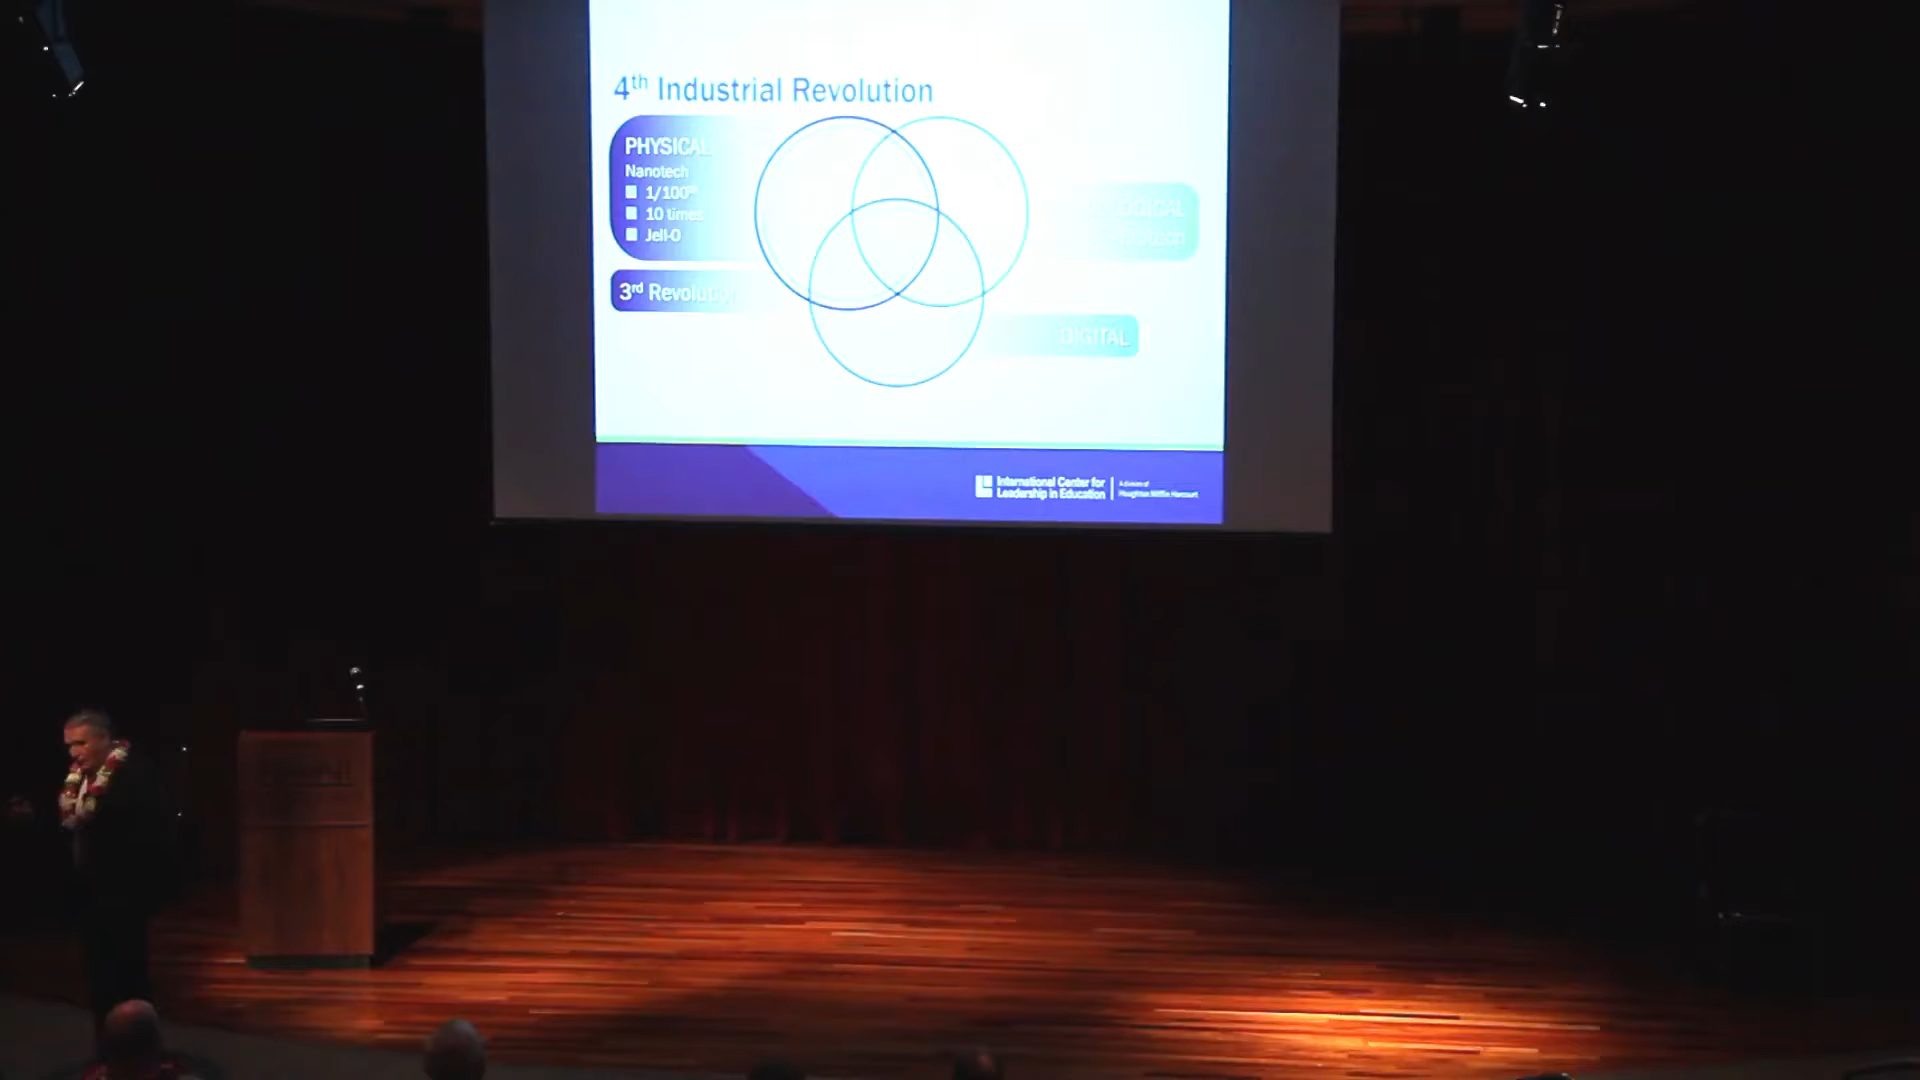 4th Industrial Revolution
PHYSICAL
Nanotech
1/100th
10 times
Jell-O
3rd Revolution
DIGITAL
International Center for
Leadership in Education
A division of
Houghton Mifflin Harcourt